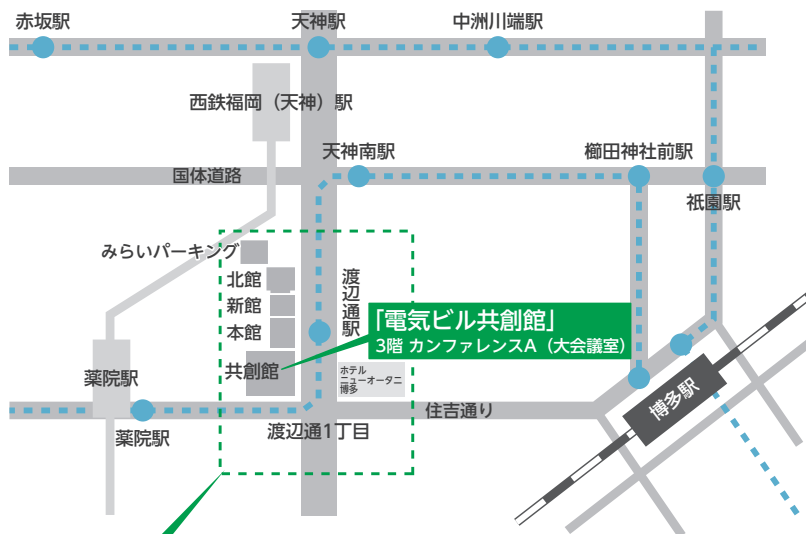 赤坂駅
天神駅
中洲川端駅
西鉄福岡（天神）駅
天神南駅
櫛田神社前駅
国体道路
祇園駅
みらいパーキング
北館
新館
本館
共創館
渡辺通駅
「電気ビル共創館」
3階 カンファレンスA（大会議室）
ホテル
ニューオータニ
博多
薬院駅
薬院駅
渡辺通1丁目
住吉通り
博多駅